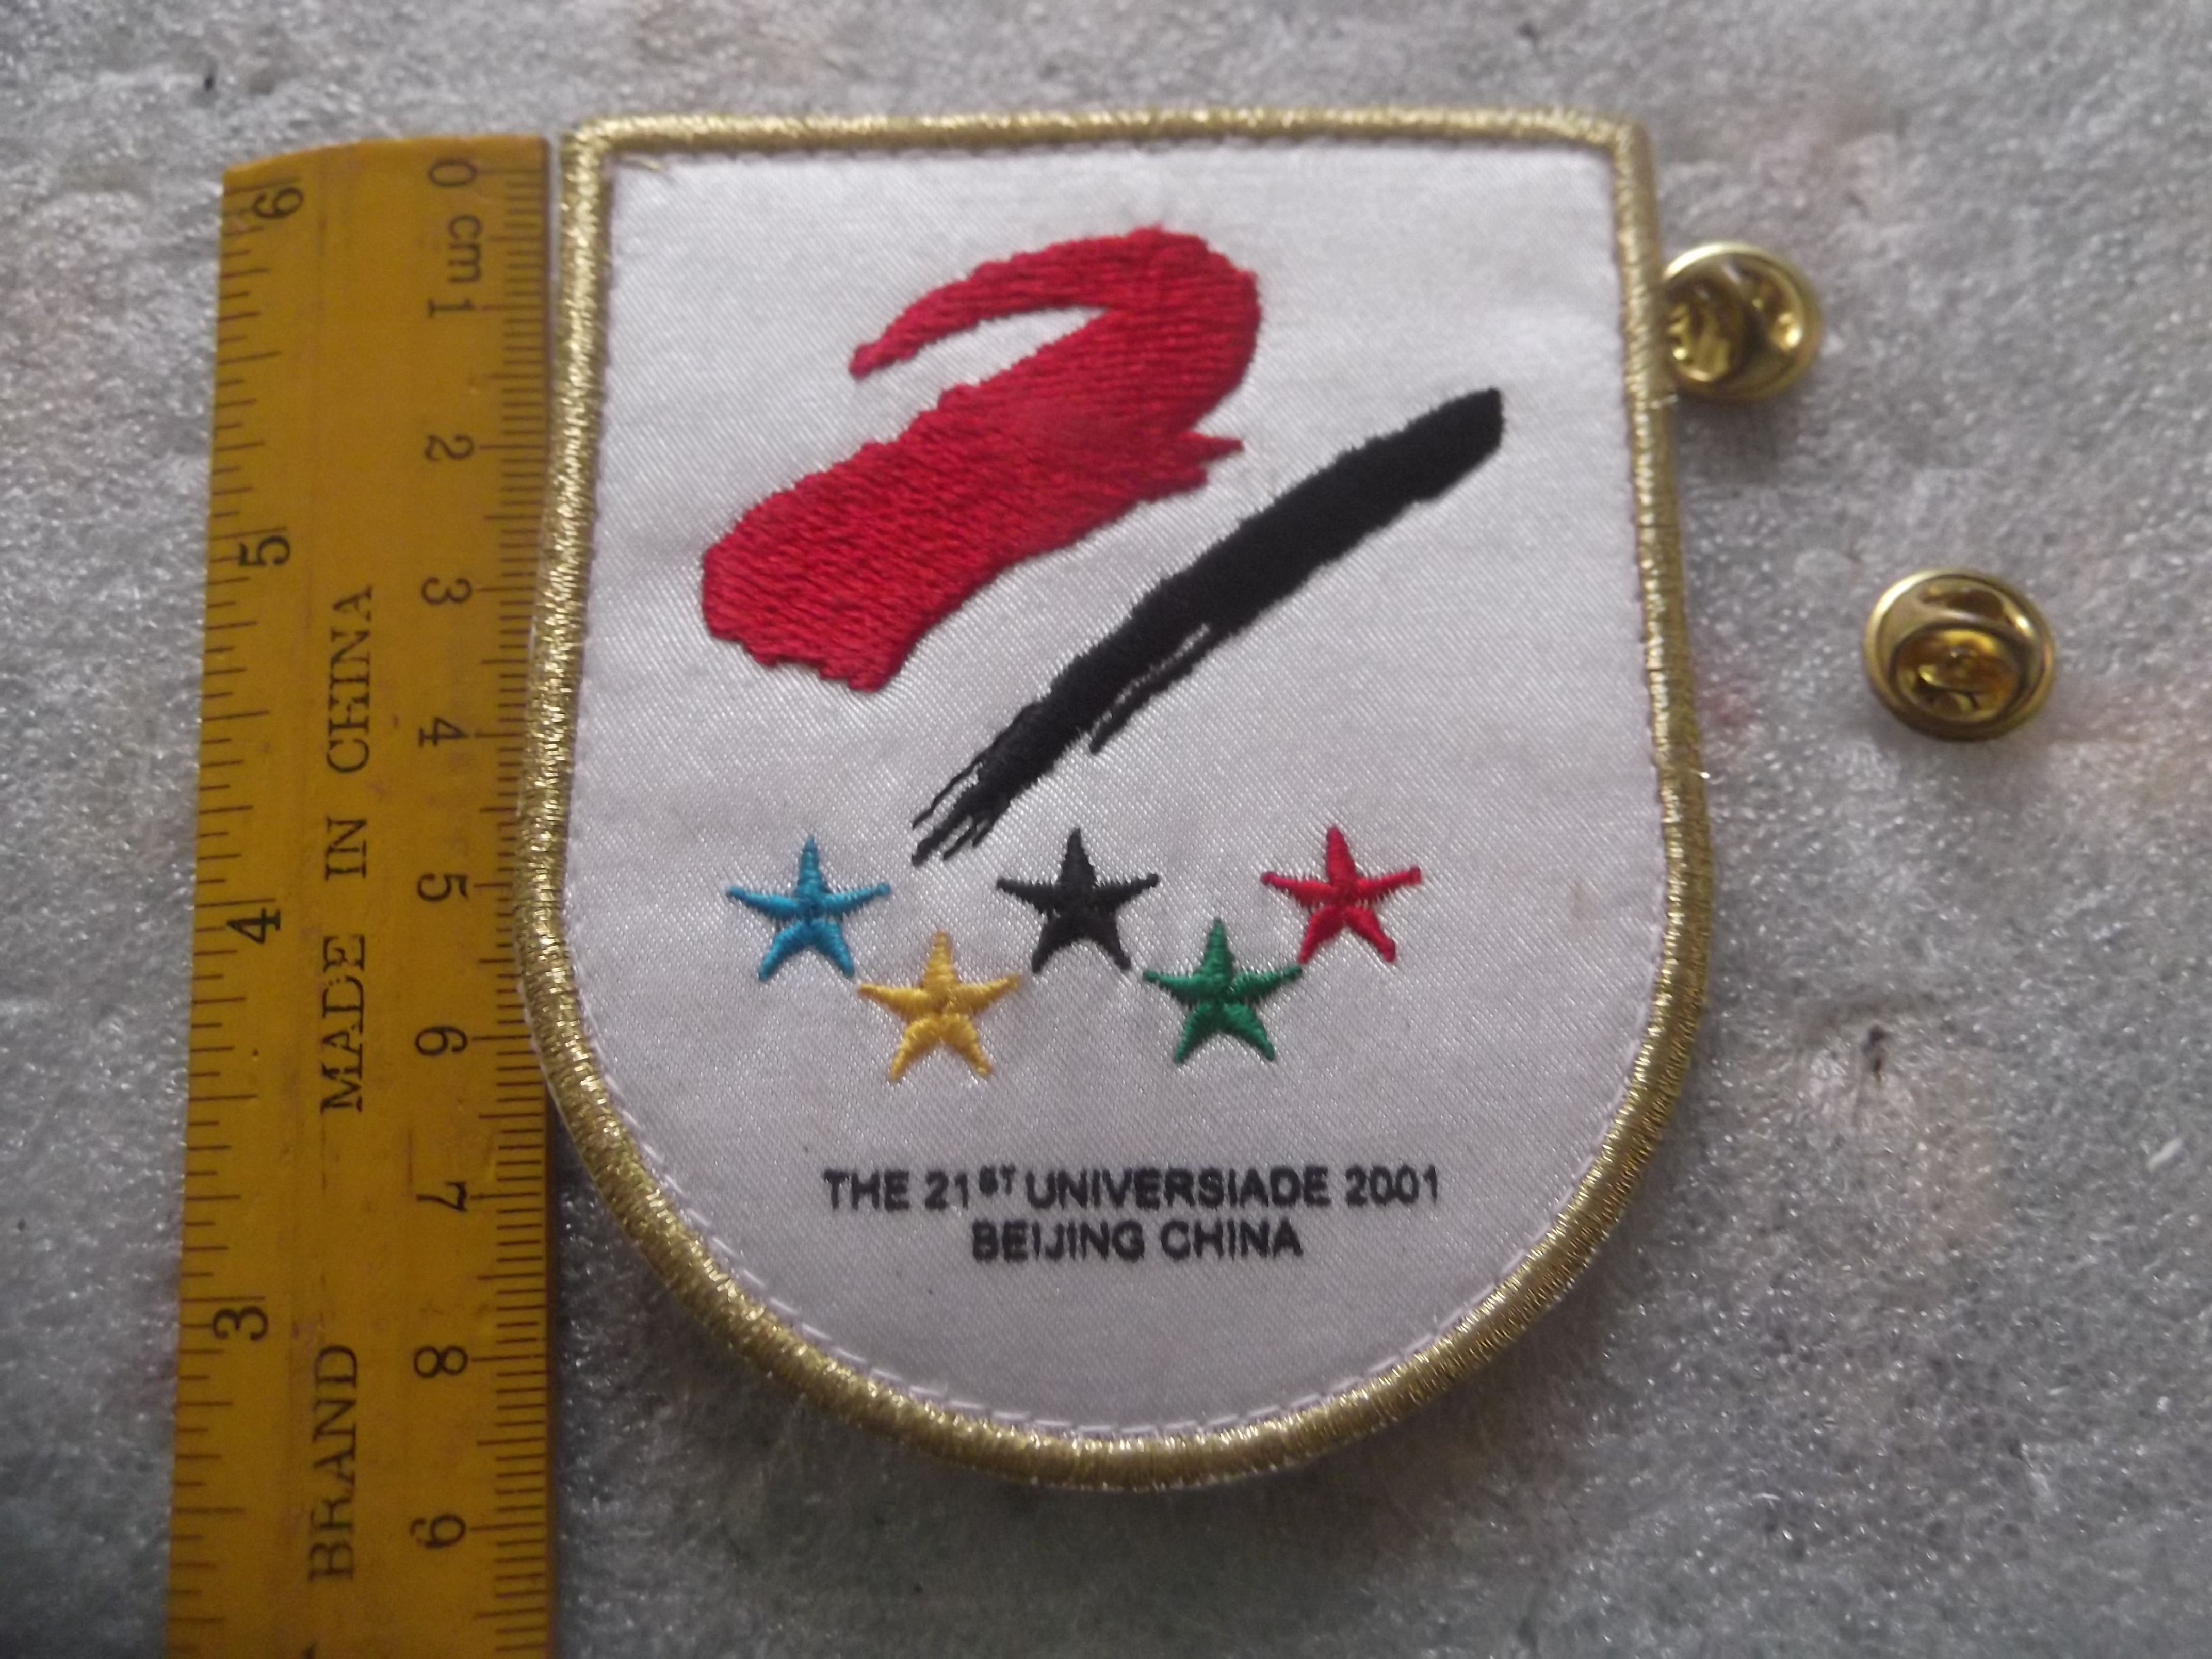 THE 21ST UNIVERSIADE 2001
BEIJING CHINA
0 cm 1 2 3 4 5 6 7 8 9
BRAND MADE IN CHINA
3 4 5 6